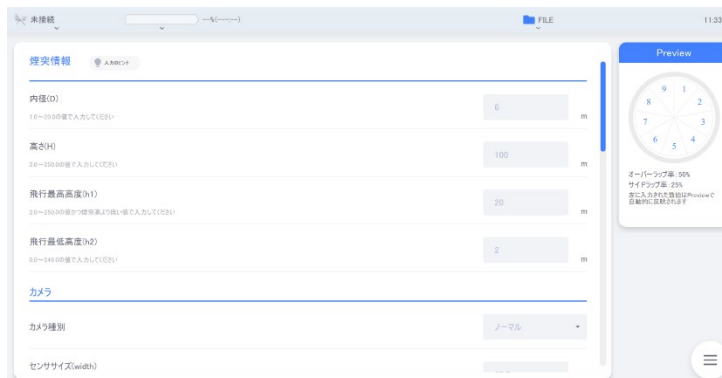 未接続
--%(---:--)
FILE
11:33
煙突情報
入力のヒント
内径(D)
6
m
1.0～20.0の値で入力してください
高さ(H)
100
m
2.0～250.0の値で入力してください
飛行最高高度(h1)
20
m
2.0～250.0の値かつ煙突高より低い値で入力してください
飛行最低高度(h2)
2
m
0.0～240.0の値で入力してください
カメラ
カメラ種別
ノーマル
センササイズ(width)
Preview
9
1
8
2
7
3
6
5
4
オーバーラップ率:50%
サイドラップ率:25%
左に入力された数値はPreviewで
自動的に反映されます